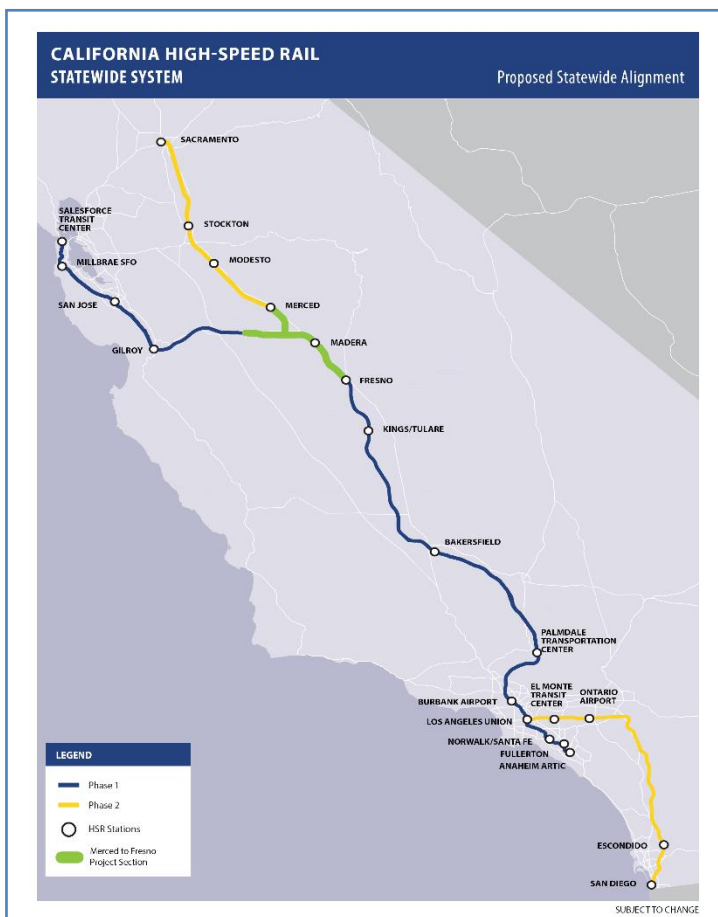 CALIFORNIA HIGH-SPEED RAIL
STATEWIDE SYSTEM
Proposed Statewide Alignment
SACRAMENTO
SALESFORCE
TRANSIT
CENTER
STOCKTON
MILLBRAE SFO
MODESTO
SAN JOSE
MERCED
GILROY
MADERA
FRESNO
KINGS/TULARE
BAKERSFIELD
PALMDALE
TRANSPORTATION
CENTER
BURBANK AIRPORT
EL MONTE
TRANSIT
CENTER
ONTARIO
AIRPORT
LOS ANGELES UNION
NORWALK/SANTA FE
FULLERTON
ANAHEIM ARTIC
LEGEND
Phase 1
Phase 2
HSR Stations
Merced to Fresno
Project Section
ESCONDIDO
SAN DIEGO
SUBJECT TO CHANGE